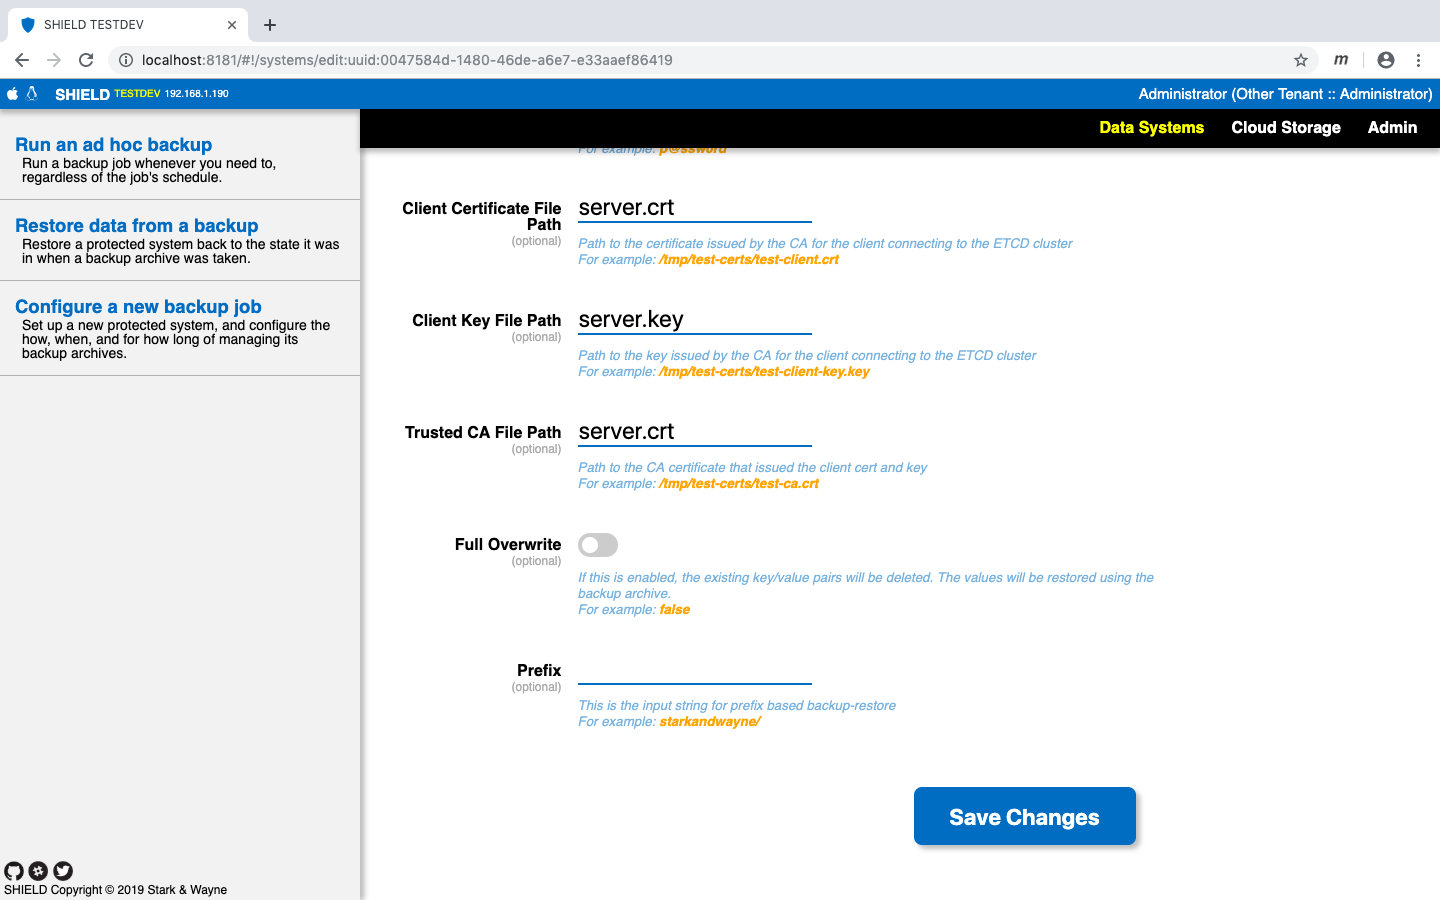 SHIELD TESTDEV
localhost:8181/#!/systems/edit:uuid:0047584d-1480-46de-a6e7-e33aaef86419
m
SHIELD TESTDEV 192.168.1.190
Administrator (Other Tenant :: Administrator)
Data Systems Cloud Storage Admin
Run an ad hoc backup
Run a backup job whenever you need to,
regardless of the job's schedule.
Restore data from a backup
Restore a protected system back to the state it was
in when a backup archive was taken.
Configure a new backup job
Set up a new protected system, and configure the
how, when, and for how long of managing its
backup archives.
For example: p@ssword
Client Certificate File
Path
(optional)
server.crt
Path to the certificate issued by the CA for the client connecting to the ETCD cluster
For example: /tmp/test-certs/test-client.crt
Client Key File Path
(optional)
server.key
Path to the key issued by the CA for the client connecting to the ETCD cluster
For example: /tmp/test-certs/test-client-key.key
Trusted CA File Path
(optional)
server.crt
Path to the CA certificate that issued the client cert and key
For example: /tmp/test-certs/test-ca.crt
Full Overwrite
(optional)
If this is enabled, the existing key/value pairs will be deleted. The values will be restored using the
backup archive.
For example: false
Prefix
(optional)
This is the input string for prefix based backup-restore
For example: starkandwayne/
Save Changes
SHIELD Copyright © 2019 Stark & Wayne